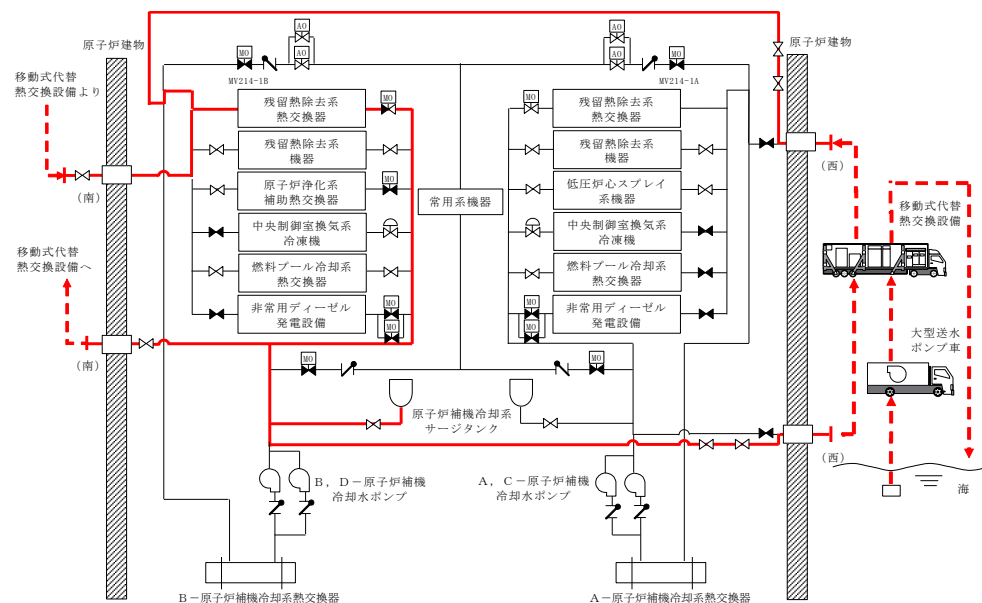 原子炉建物
移動式代替
熱交換設備より
(南)
移動式代替
熱交換設備へ
(南)
MO
AO
AO
MV214-1B
残留熱除去系
熱交換器
MO
残留熱除去系
機器
原子炉浄化系
補助熱交換器
MO
中央制御室換気系
冷凍機
燃料プール冷却系
熱交換器
非常用ディーゼル
発電設備
MO
MO
常用系機器
AO
AO
MO
MV214-1A
MO
残留熱除去系
熱交換器
残留熱除去系
機器
低圧炉心スプレイ
系機器
中央制御室換気系
冷凍機
燃料プール冷却系
熱交換器
MO
MO
非常用ディーゼル
発電設備
MO
MO
原子炉補機冷却系
サージタンク
B,D-原子炉補機
冷却水ポンプ
A,C-原子炉補機
冷却水ポンプ
B-原子炉補機冷却系熱交換器
A-原子炉補機冷却系熱交換器
原子炉建物
(西)
移動式代替
熱交換設備
大型送水
ポンプ車
(西)
海